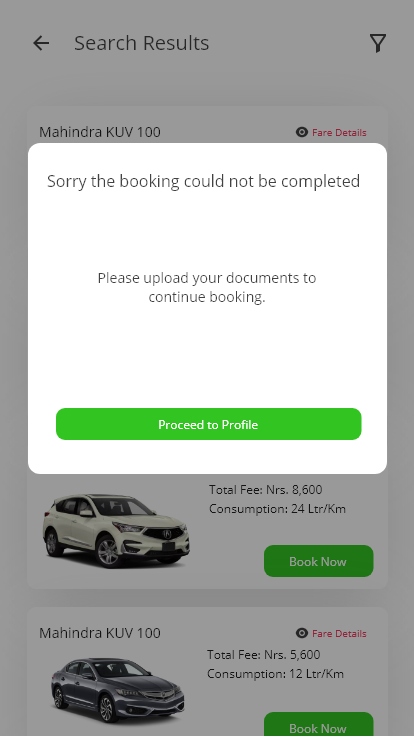 Search Results
Mahindra KUV 100
Fare Details
Sorry the booking could not be completed
Please upload your documents to
continue booking.
Proceed to Profile
Total Fee: Nrs. 8,600
Consumption: 24 Ltr/Km
Book Now
Mahindra KUV 100
Fare Details
Total Fee: Nrs. 5,600
Consumption: 12 Ltr/Km
Book Now